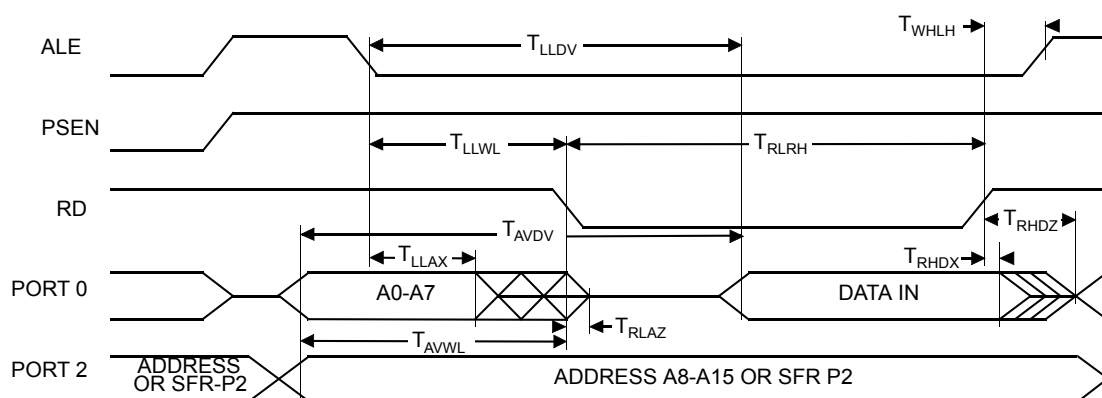 ALE
T_LLDV
T_WHLH
PSEN
T_LLWL
T_RLRH
RD
T_AVDV
T_RHDZ
T_LLAX
T_RHDX
PORT 0
A0-A7
DATA IN
T_RLAZ
T_AVWL
PORT 2
ADDRESS
OR SFR-P2
ADDRESS A8-A15 OR SFR P2